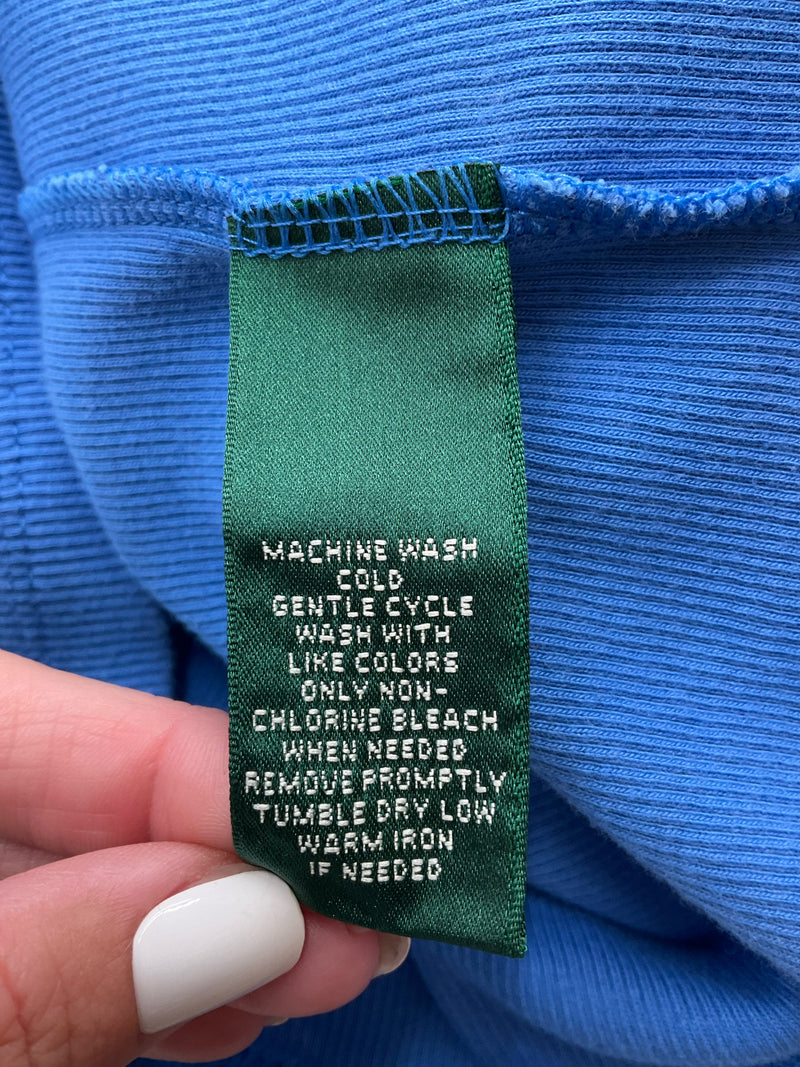 MACHINE WASH
COLD
GENTLE CYCLE
WASH WITH
LIKE COLORS
ONLY NON-
CHLORINE BLEACH
WHEN NEEDED
REMOVE PROMPTLY
TUMBLE DRY LOW
WARM IRON
IF NEEDED